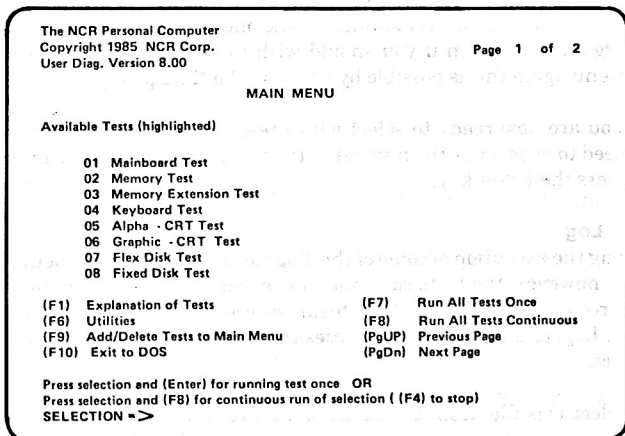 The NCR Personal Computer
Copyright 1985 NCR Corp.
Page 1 of 2
User Diag. Version 8.00
MAIN MENU
Available Tests (highlighted)
01 Mainboard Test
02 Memory Test
03 Memory Extension Test
04 Keyboard Test
05 Alpha - CRT Test
06 Graphic - CRT Test
07 Flex Disk Test
08 Fixed Disk Test
(F1) Explanation of Tests (F7) Run All Tests Once
(F6) Utilities (F8) Run All Tests Continuous
(F9) Add/Delete Tests to Main Menu (PgUP) Previous Page
(F10) Exit to DOS (PgDn) Next Page
Press selection and (Enter) for running test once OR
Press selection and (F8) for continuous run of selection ( (F4) to stop)
SELECTION =>